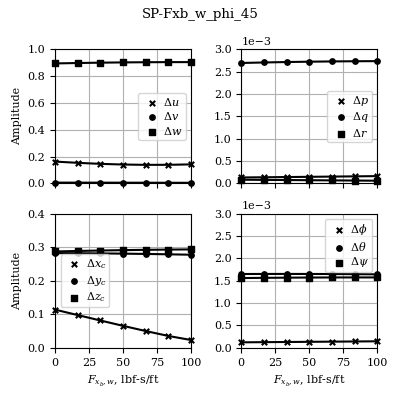 SP-Fxb_w_phi_45
1e−3
1.0
0.8
0.6
0.4
0.2
0.0
Amplitude
Δu
Δv
Δw
3.0
2.5
2.0
1.5
1.0
0.5
0.0
Δp
Δq
Δr
0.4
0.3
0.2
0.1
0.0
Amplitude
Δx_c
Δy_c
Δz_c
0 25 50 75 100
F_{x_b,w}, lbf-s/ft
1e−3
3.0
2.5
2.0
1.5
1.0
0.5
0.0
Δϕ
Δθ
Δψ
0 25 50 75 100
F_{x_b,w}, lbf-s/ft